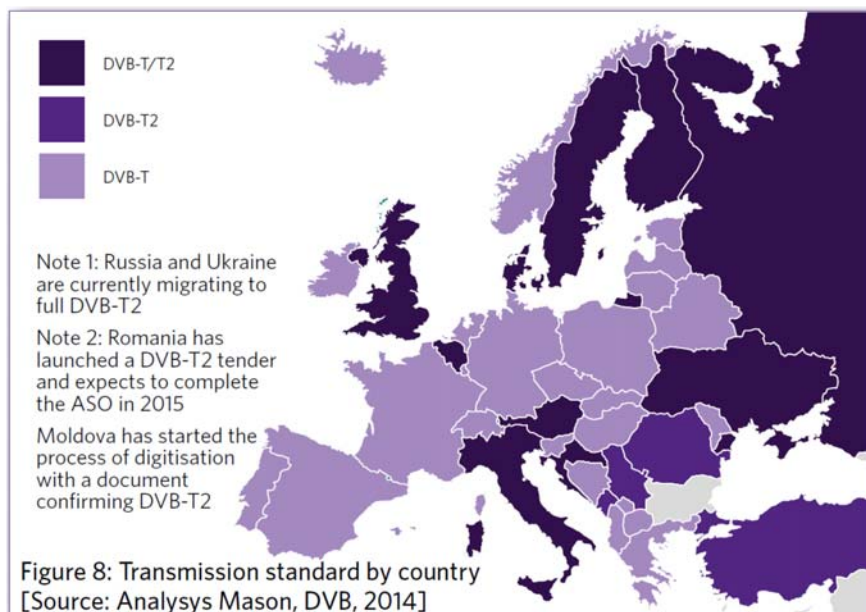 DVB-T/T2
DVB-T2
DVB-T
Note 1: Russia and Ukraine
are currently migrating to
full DVB-T2
Note 2: Romania has
launched a DVB-T2 tender
and expects to complete
the ASO in 2015
Moldova has started the
process of digitisation
with a document
confirming DVB-T2
Figure 8: Transmission standard by country
[Source: Analysys Mason, DVB, 2014]